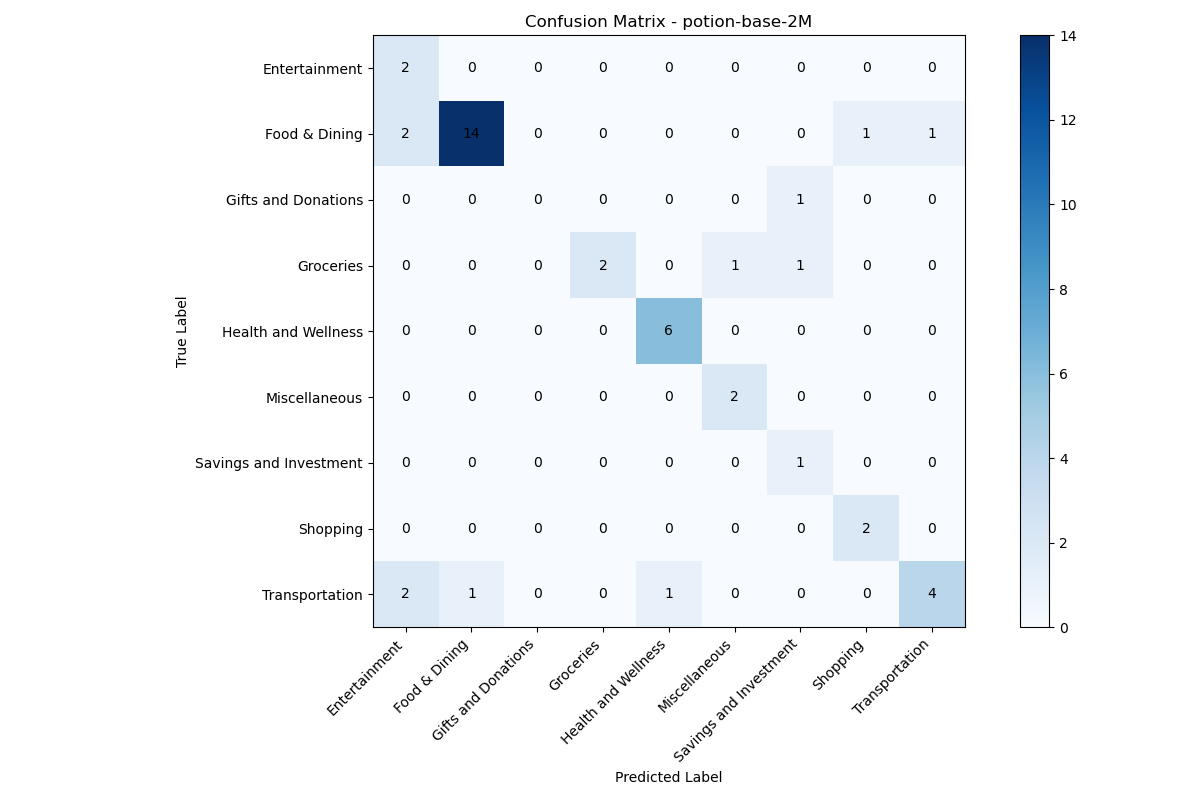 Confusion Matrix - potion-base-2M
Entertainment 2 0 0 0 0 0 0 0 0
Food & Dining 2 14 0 0 0 0 0 1 1
Gifts and Donations 0 0 0 0 0 0 1 0 0
Groceries 0 0 0 2 0 1 1 0 0
Health and Wellness 0 0 0 0 6 0 0 0 0
Miscellaneous 0 0 0 0 0 2 0 0 0
Savings and Investment 0 0 0 0 0 0 1 0 0
Shopping 0 0 0 0 0 0 0 2 0
Transportation 2 1 0 0 1 0 0 0 4
True Label
Entertainment
Food & Dining
Gifts and Donations
Groceries
Health and Wellness
Miscellaneous
Savings and Investment
Shopping
Transportation
Predicted Label
14
12
10
8
6
4
2
0